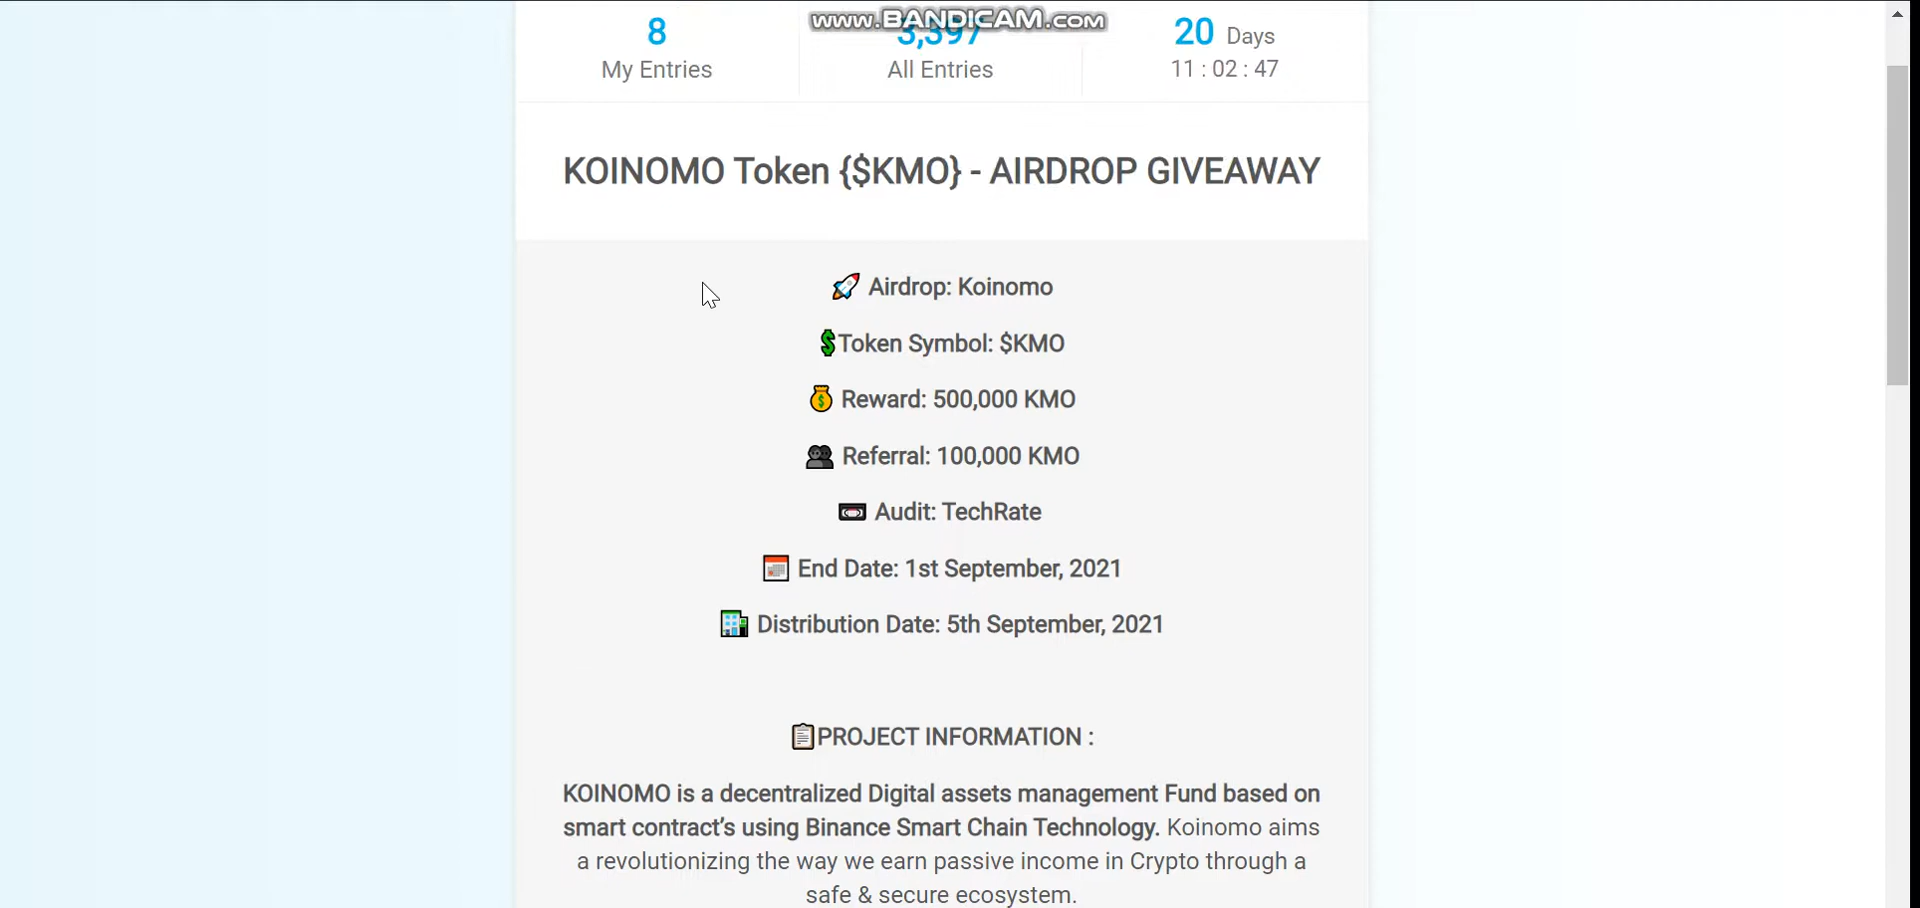 www.BANDICAM.com
8
3,397
20 Days
My Entries
All Entries
11 : 02 : 47
KOINOMO Token {$KMO} - AIRDROP GIVEAWAY
Airdrop: Koinomo
Token Symbol: $KMO
Reward: 500,000 KMO
Referral: 100,000 KMO
Audit: TechRate
End Date: 1st September, 2021
Distribution Date: 5th September, 2021
PROJECT INFORMATION :
KOINOMO is a decentralized Digital assets management Fund based on
smart contract’s using Binance Smart Chain Technology. Koinomo aims
a revolutionizing the way we earn passive income in Crypto through a
safe & secure ecosystem.